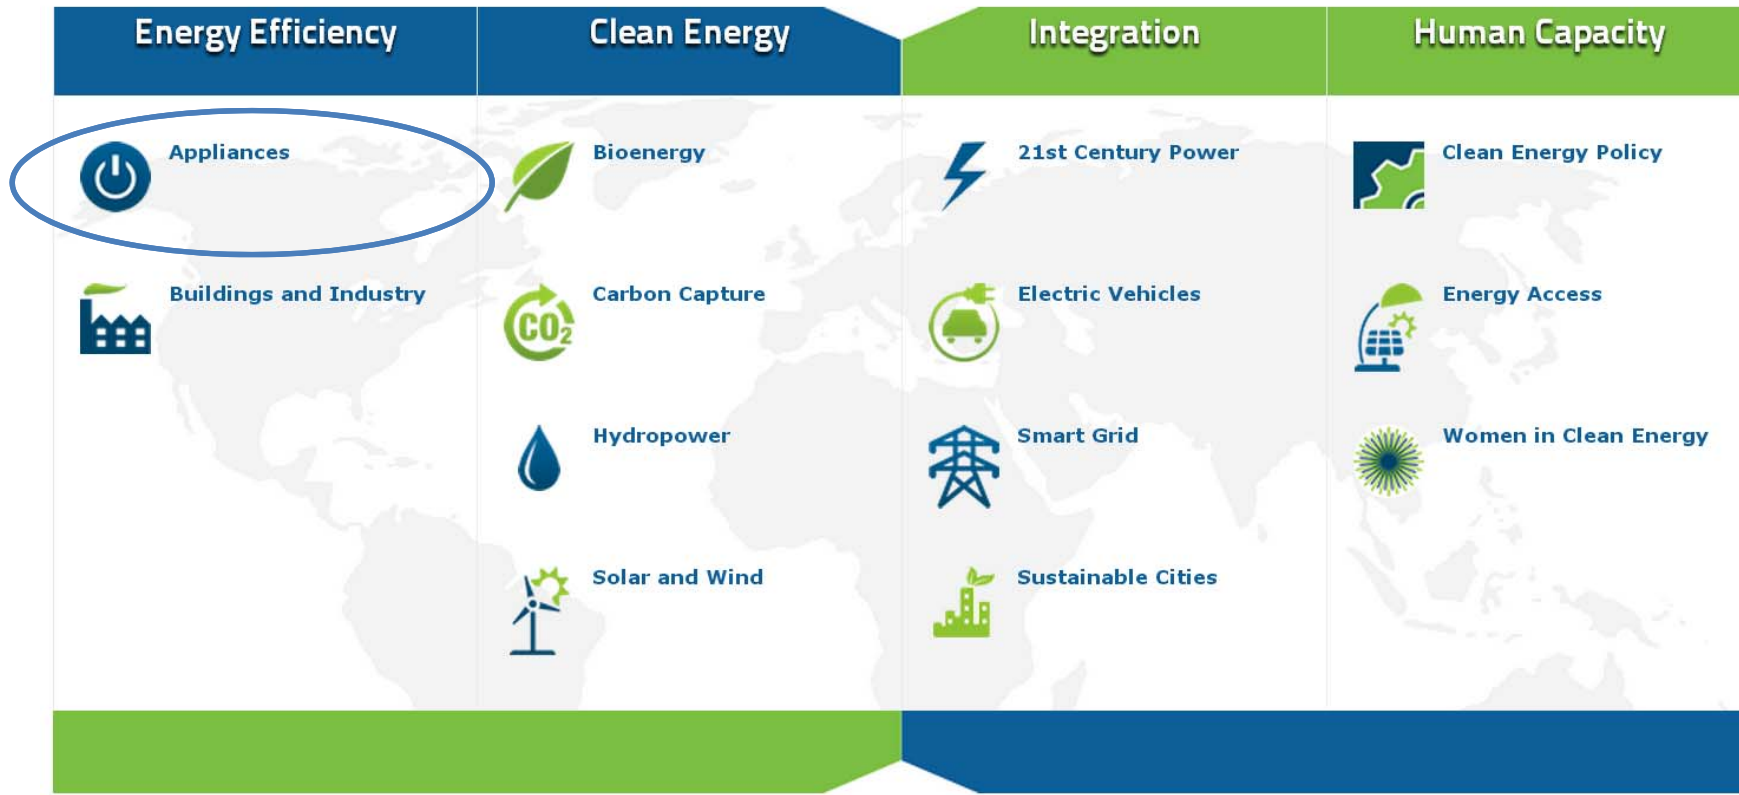 Energy Efficiency
Clean Energy
Integration
Human Capacity
Appliances
Bioenergy
21st Century Power
Clean Energy Policy
Buildings and Industry
Carbon Capture
CO2
Electric Vehicles
Energy Access
Hydropower
Smart Grid
Women in Clean Energy
Solar and Wind
Sustainable Cities